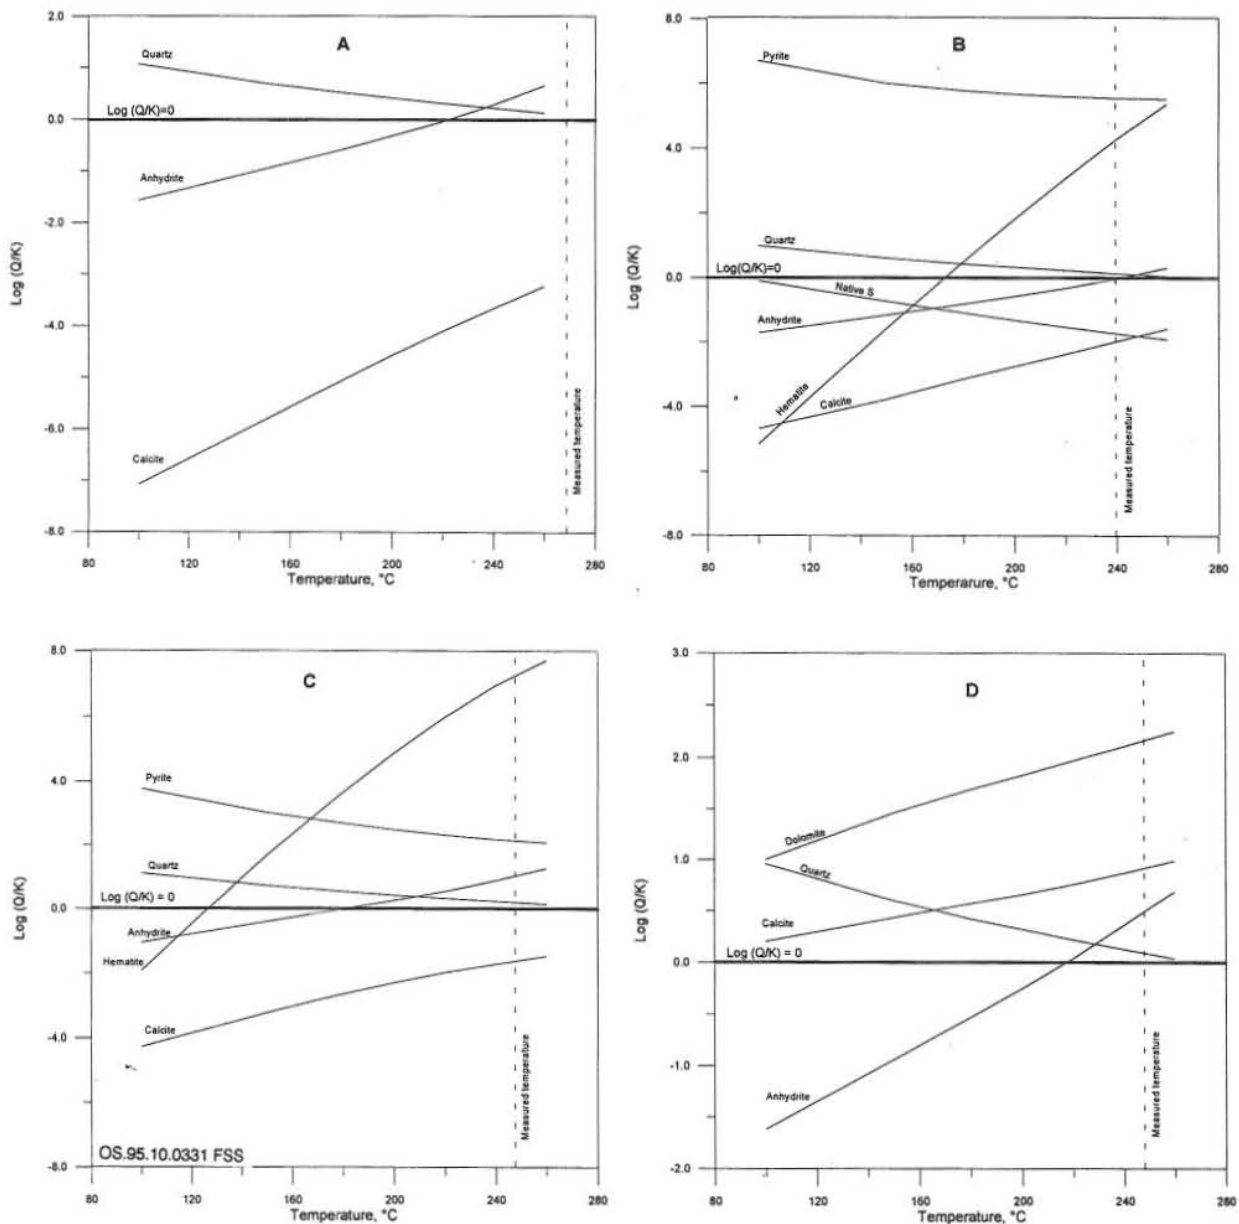 A
2.0
0.0
-2.0
-4.0
-6.0
-8.0
Log (Q/K)
Quartz
Log (Q/K)=0
Anhydrite
Calcite
Measured temperature
80
120
160
200
240
280
Temperature, °C
B
8.0
4.0
0.0
-4.0
-8.0
Log (Q/K)
Pyrite
Quartz
Log(Q/K)=0
Native S
Anhydrite
Hematite
Calcite
Measured temperature
80
120
160
200
240
280
Temperarure, °C
C
8.0
4.0
0.0
-4.0
-8.0
Log (Q/K)
Pyrite
Quartz
Log (Q/K) = 0
Anhydrite
Hematite
Calcite
Measured temperature
OS.95.10.0331 FSS
80
120
160
200
240
280
Temperature, °C
D
3.0
2.0
1.0
0.0
-1.0
-2.0
Log (Q/K)
Dolomite
Quartz
Calcite
Log (Q/K) = 0
Anhydrite
Measured temperature
80
120
160
200
240
280
Temperature, °C